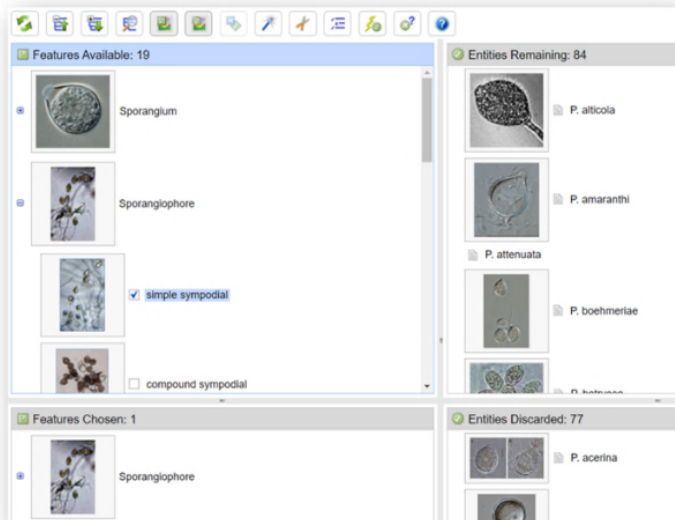 Features Available: 19
Sporangium
Sporangiophore
simple sympodial
compound sympodial
Entities Remaining: 84
P. alticola
P. amaranthi
P. attenuata
P. boehmeriae
Features Chosen: 1
Sporangiophore
Entities Discarded: 77
P. acerina